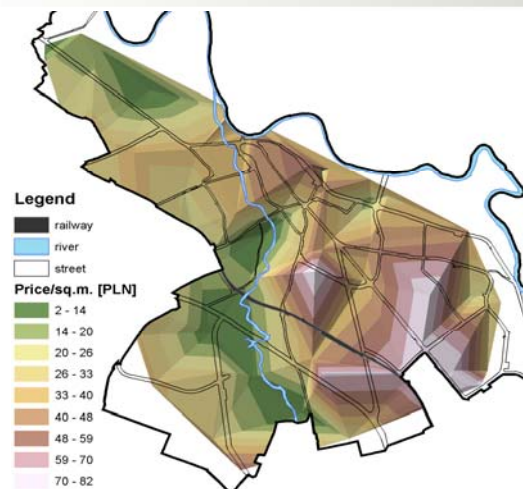 Legend
railway
river
street
Price/sq.m. [PLN]
2 - 14
14 - 20
20 - 26
26 - 33
33 - 40
40 - 48
48 - 59
59 - 70
70 - 82